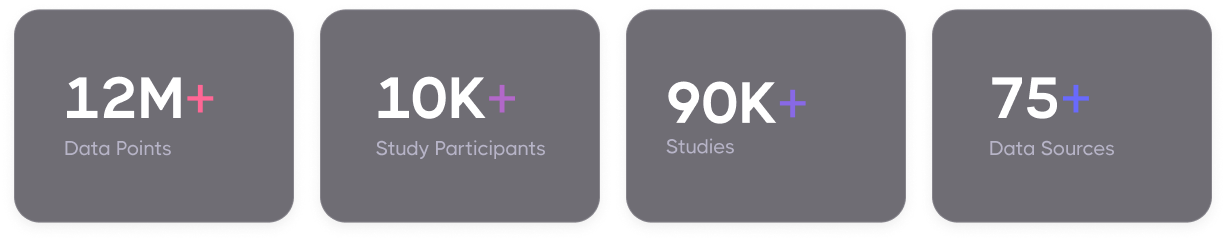 12M+
Data Points
10K+
Study Participants
90K+
Studies
75+
Data Sources